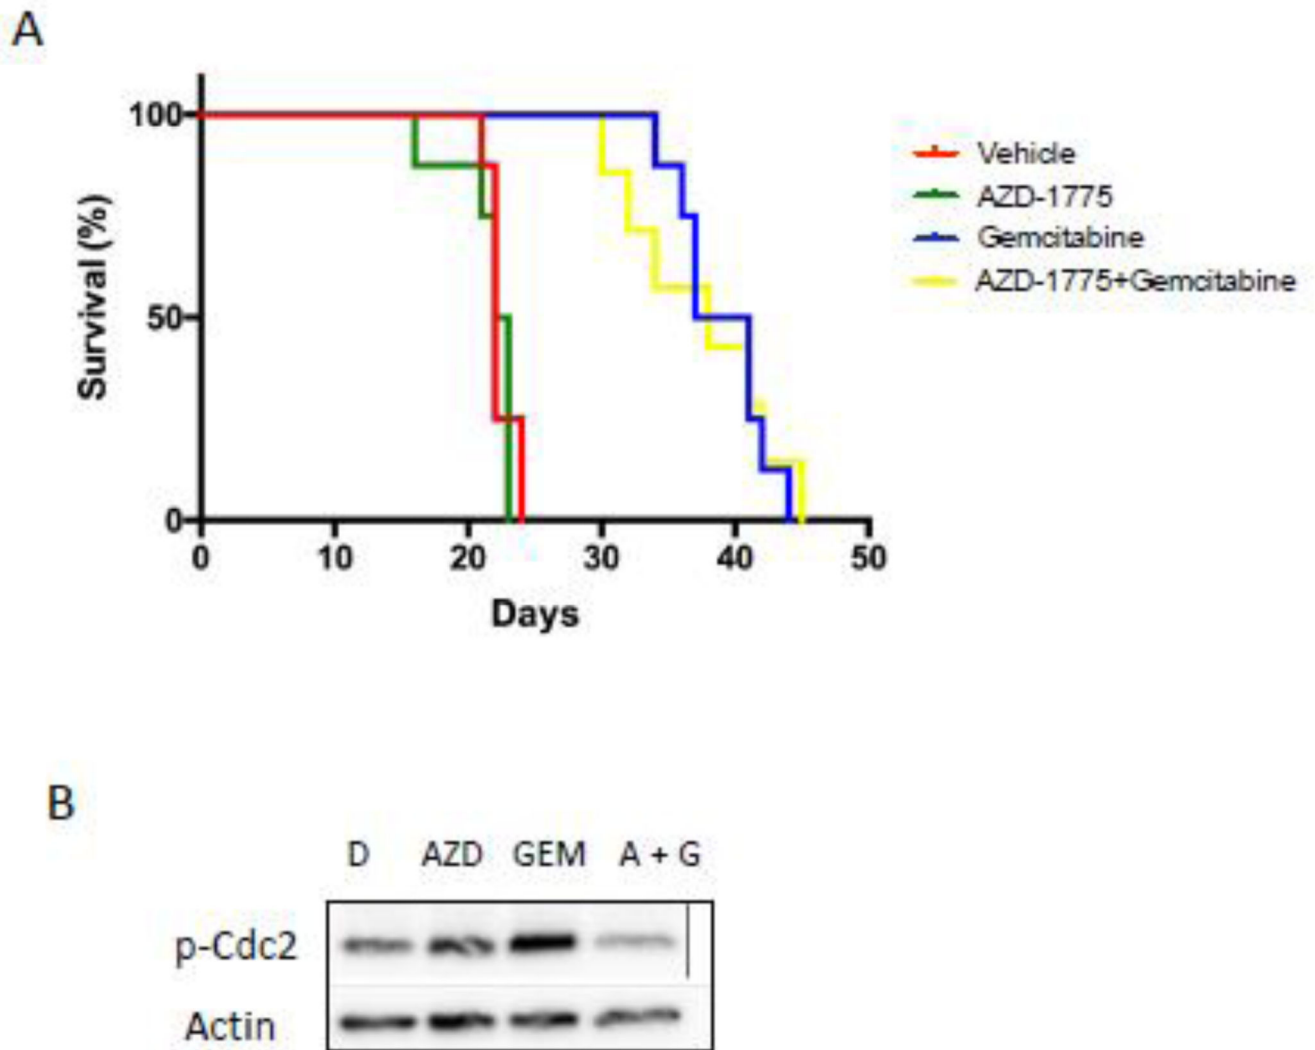 A
100
50
0
Survival (%)
0 10 20 30 40 50
Days
Vehicle
AZD-1775
Gemcitabine
AZD-1775+Gemcitabine
B
D AZD GEM A + G
p-Cdc2
Actin